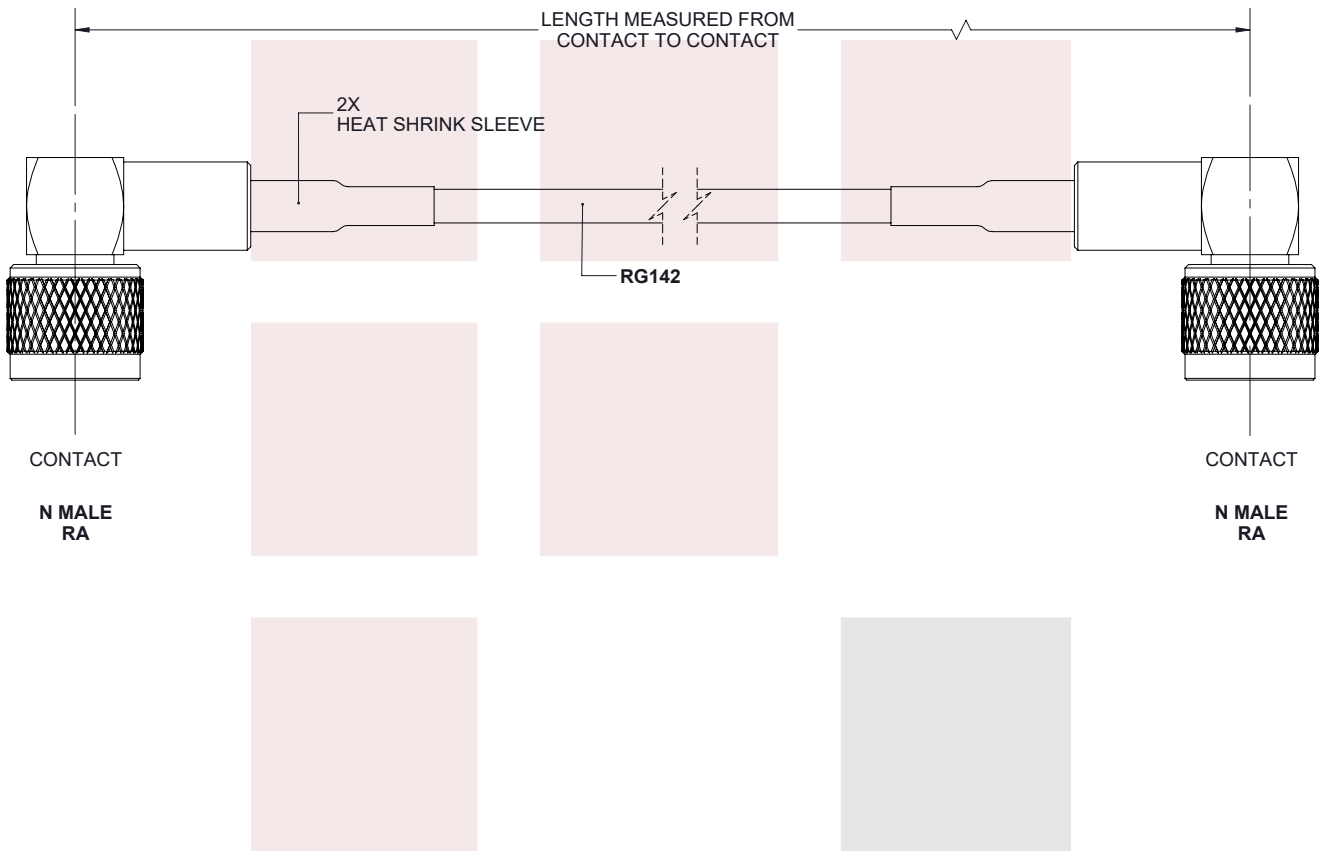 LENGTH MEASURED FROM
CONTACT TO CONTACT
2X
HEAT SHRINK SLEEVE
RG142
CONTACT
N MALE
RA
CONTACT
N MALE
RA